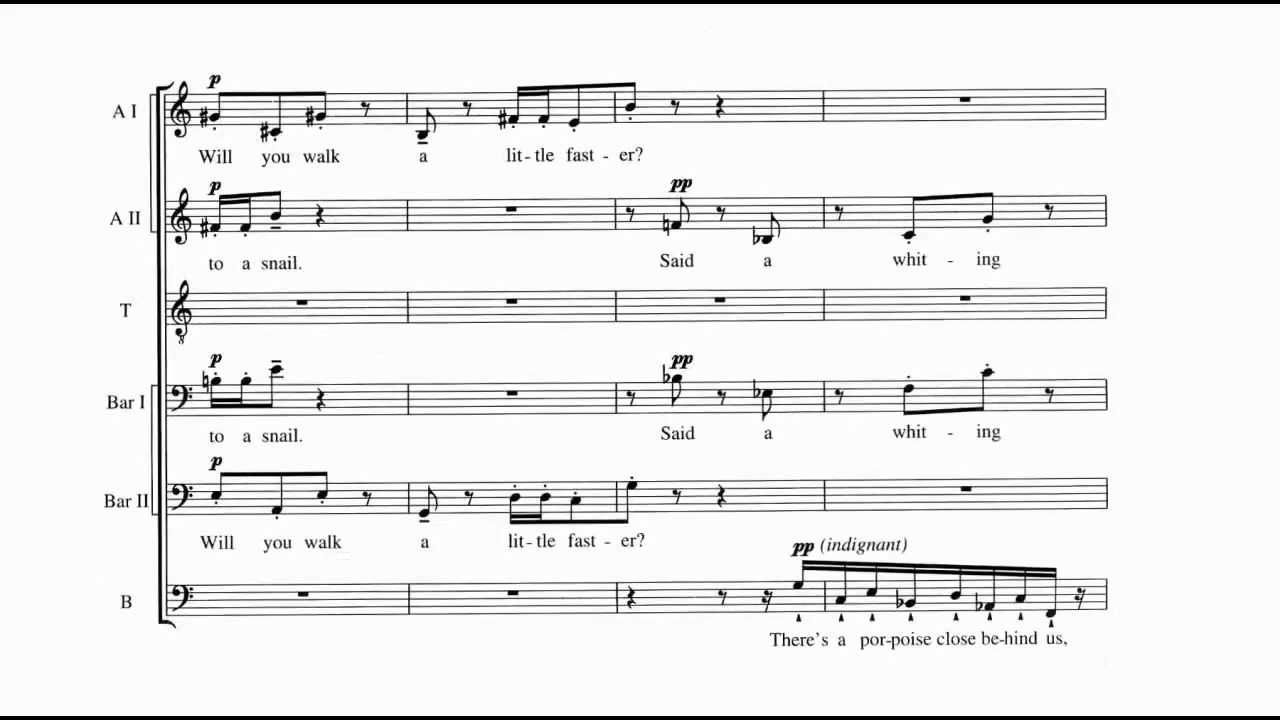 p
A I
Will you walk a lit - tle fast - er?
p pp
A II
to a snail. Said a whit - ing
T
8
p pp
Bar I
to a snail. Said a whit - ing
p
Bar II
Will you walk a lit - tle fast - er?
pp (indignant)
B
There's a por-poise close be-hind us,